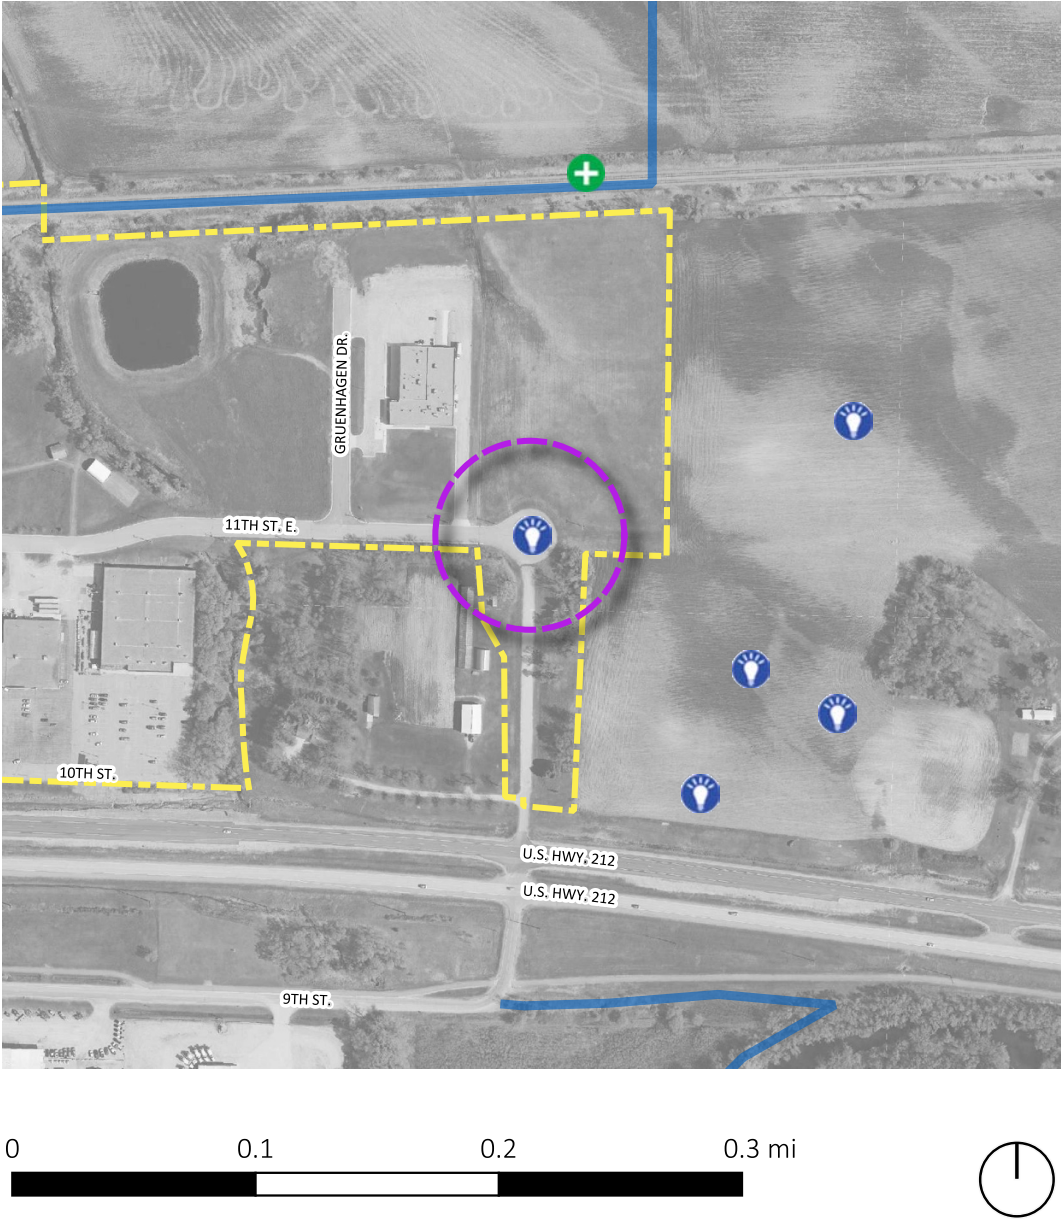 GRUENHAGEN DR.
11TH ST. E.
10TH ST.
U.S. HWY. 212
U.S. HWY. 212
9TH ST.
0 0.1 0.2 0.3 mi